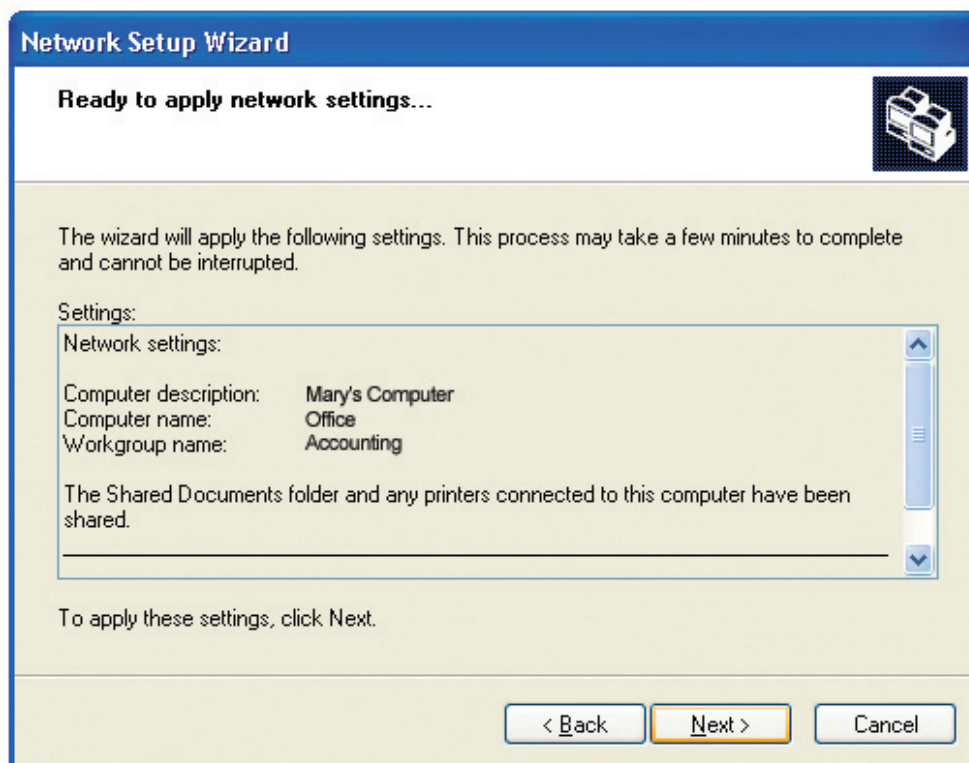 Network Setup Wizard
Ready to apply network settings...
The wizard will apply the following settings. This process may take a few minutes to complete
and cannot be interrupted.
Settings:
Network settings:
Computer description: Mary's Computer
Computer name: Office
Workgroup name: Accounting
The Shared Documents folder and any printers connected to this computer have been
shared.
To apply these settings, click Next.
< Back Next > Cancel